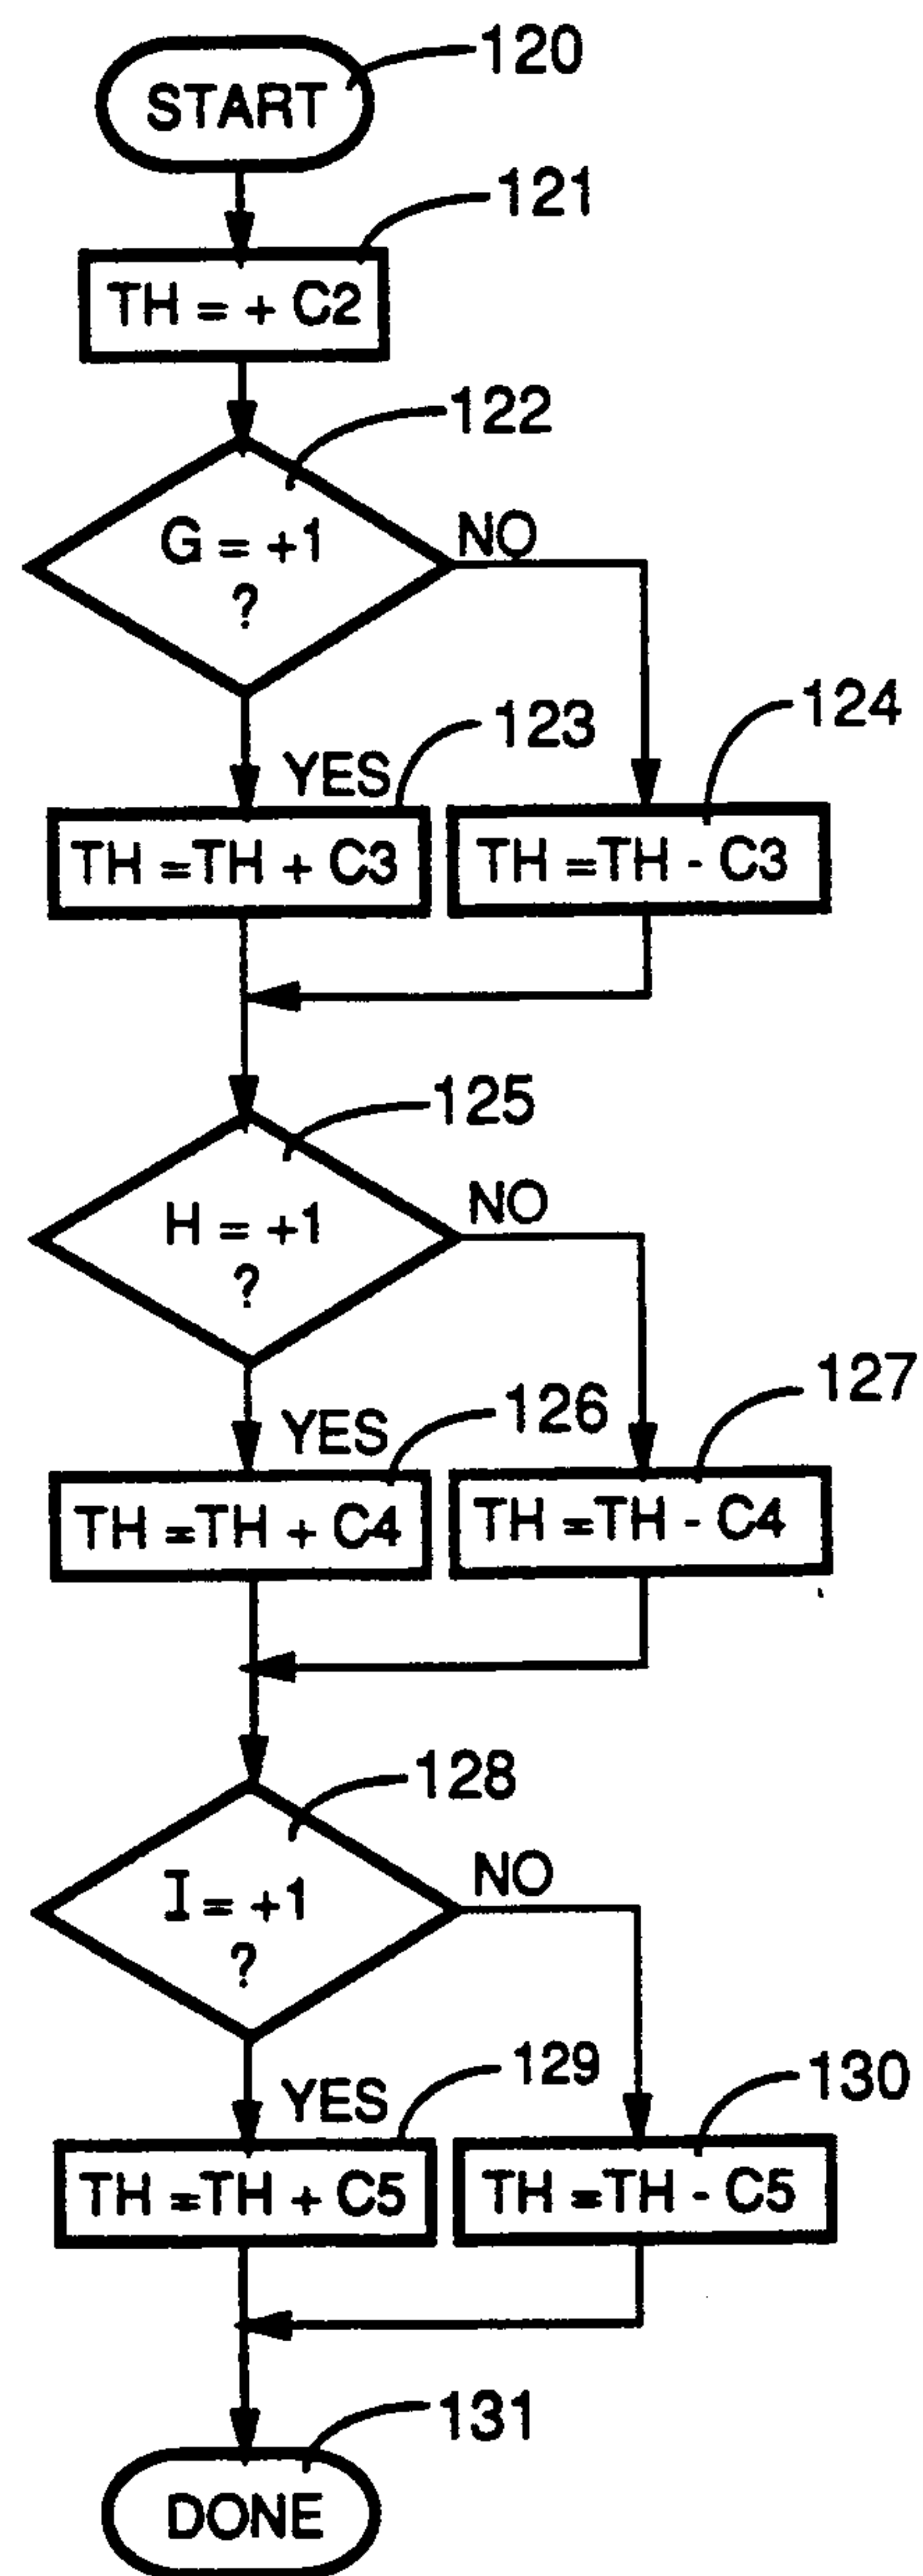 120
START
121
TH = + C2
122
G = +1
?
NO
YES
123
124
TH =TH + C3
TH =TH - C3
125
H = +1
?
NO
YES
126
127
TH =TH + C4
TH =TH - C4
128
I = +1
?
NO
YES
129
130
TH =TH + C5
TH =TH - C5
131
DONE